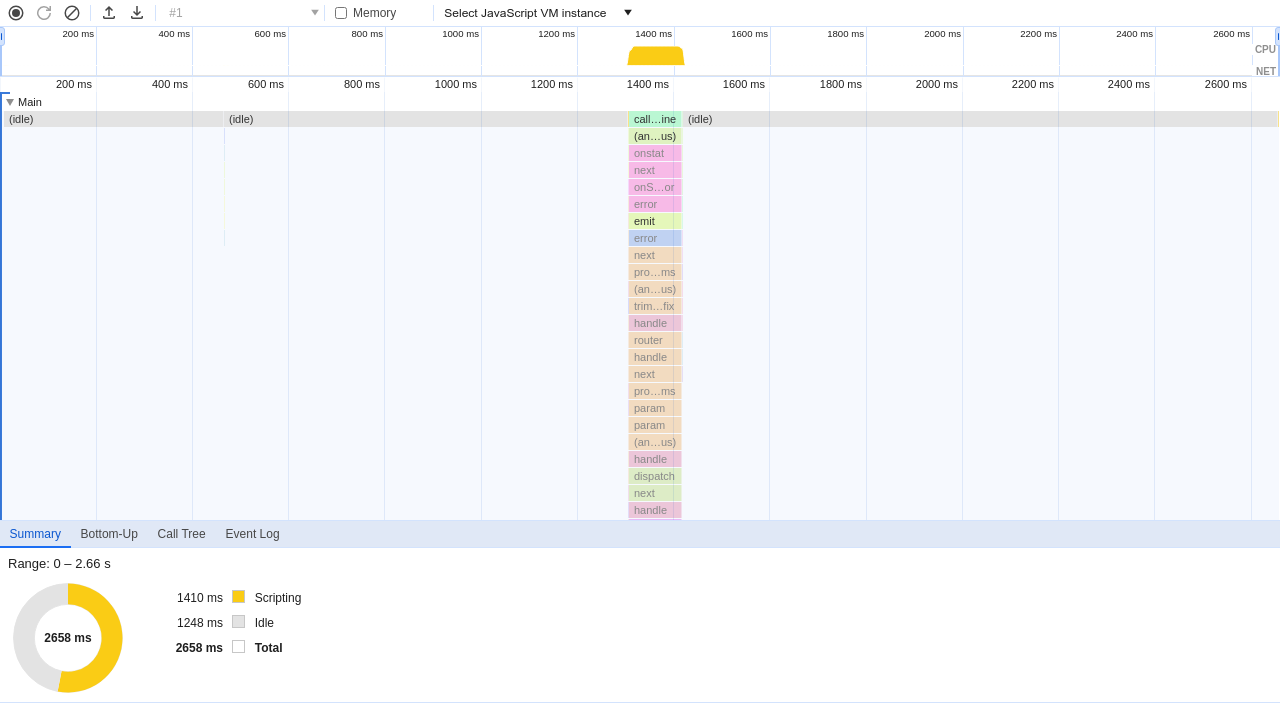 #1 Memory Select JavaScript VM instance
200 ms 400 ms 600 ms 800 ms 1000 ms 1200 ms 1400 ms 1600 ms 1800 ms 2000 ms 2200 ms 2400 ms 2600 ms
CPU
NET
200 ms 400 ms 600 ms 800 ms 1000 ms 1200 ms 1400 ms 1600 ms 1800 ms 2000 ms 2200 ms 2400 ms 2600 ms
Main
(idle) (idle) call…ine (idle)
(an…us)
onstat
next
onS…or
error
emit
error
next
pro…ms
(an…us)
trim…fix
handle
router
handle
next
pro…ms
param
param
(an…us)
handle
dispatch
next
handle
Summary Bottom-Up Call Tree Event Log
Range: 0 – 2.66 s
1410 ms Scripting
1248 ms Idle
2658 ms 2658 ms Total